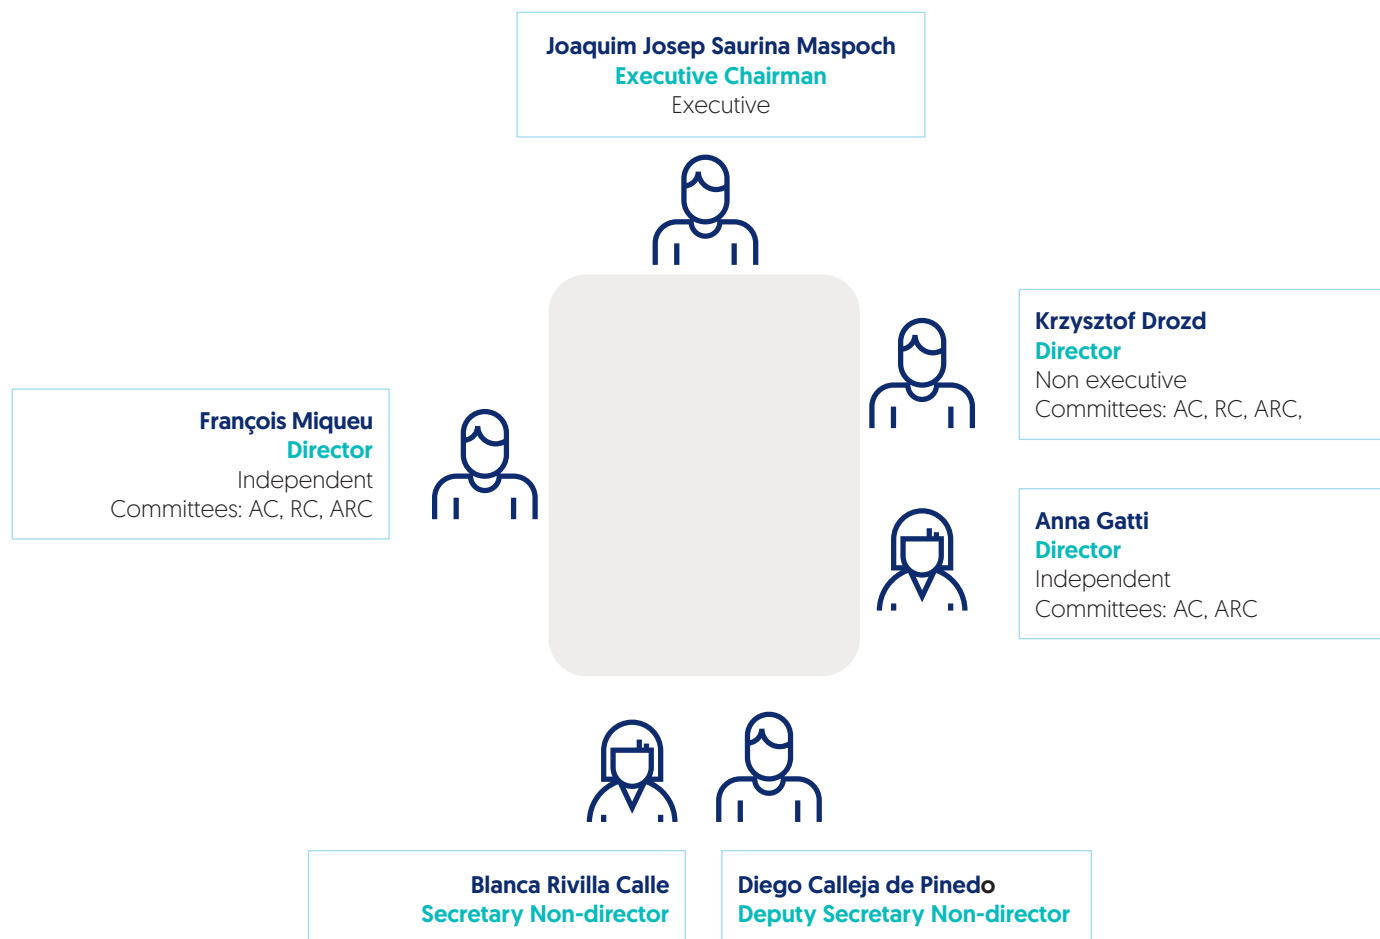 Joaquim Josep Saurina Maspoch
Executive Chairman
Executive
Krzysztof Drozd
Director
Non executive
Committees: AC, RC, ARC,
François Miqueu
Director
Independent
Committees: AC, RC, ARC
Anna Gatti
Director
Independent
Committees: AC, ARC
Blanca Rivilla Calle
Secretary Non-director
Diego Calleja de Pinedo
Deputy Secretary Non-director